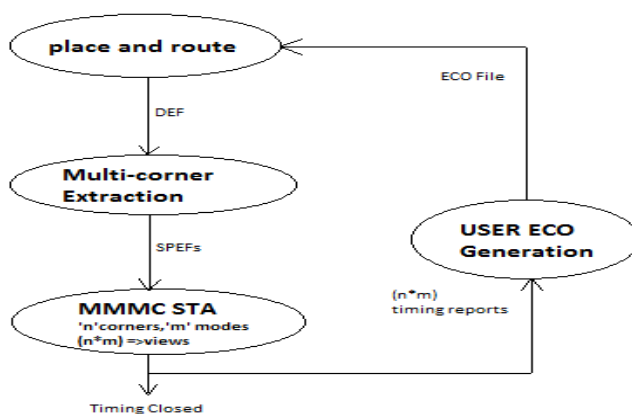 place and route
ECO File
DEF
Multi-corner
Extraction
USER ECO
Generation
SPEFs
MMMC STA
'n'corners,'m' modes
(n*m) =>views
(n*m)
timing reports
Timing Closed